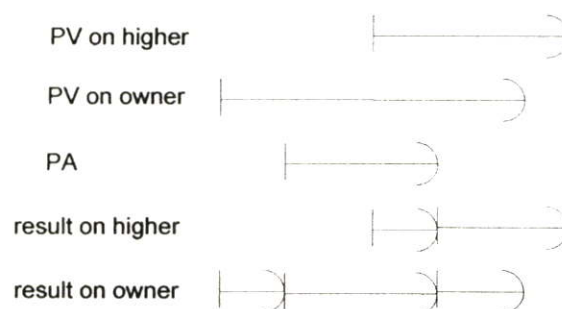 PV on higher
PV on owner
PA
result on higher
result on owner